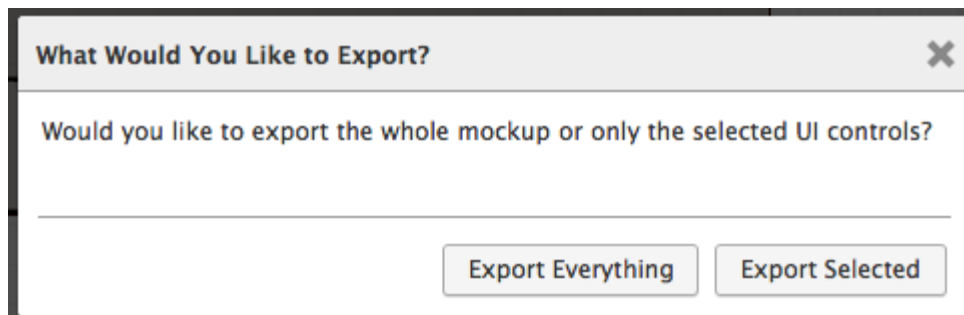 What Would You Like to Export?
Would you like to export the whole mockup or only the selected UI controls?
Export Everything
Export Selected